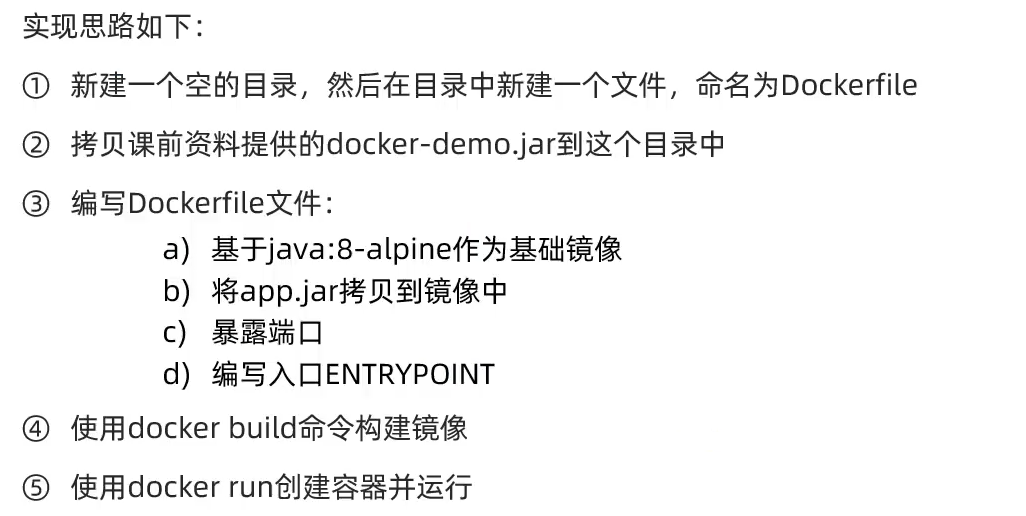 实现思路如下：
① 新建一个空的目录，然后在目录中新建一个文件，命名为Dockerfile
② 拷贝课前资料提供的docker-demo.jar到这个目录中
③ 编写Dockerfile文件：
a) 基于java:8-alpine作为基础镜像
b) 将app.jar拷贝到镜像中
c) 暴露端口
d) 编写入口ENTRYPOINT
④ 使用docker build命令构建镜像
⑤ 使用docker run创建容器并运行